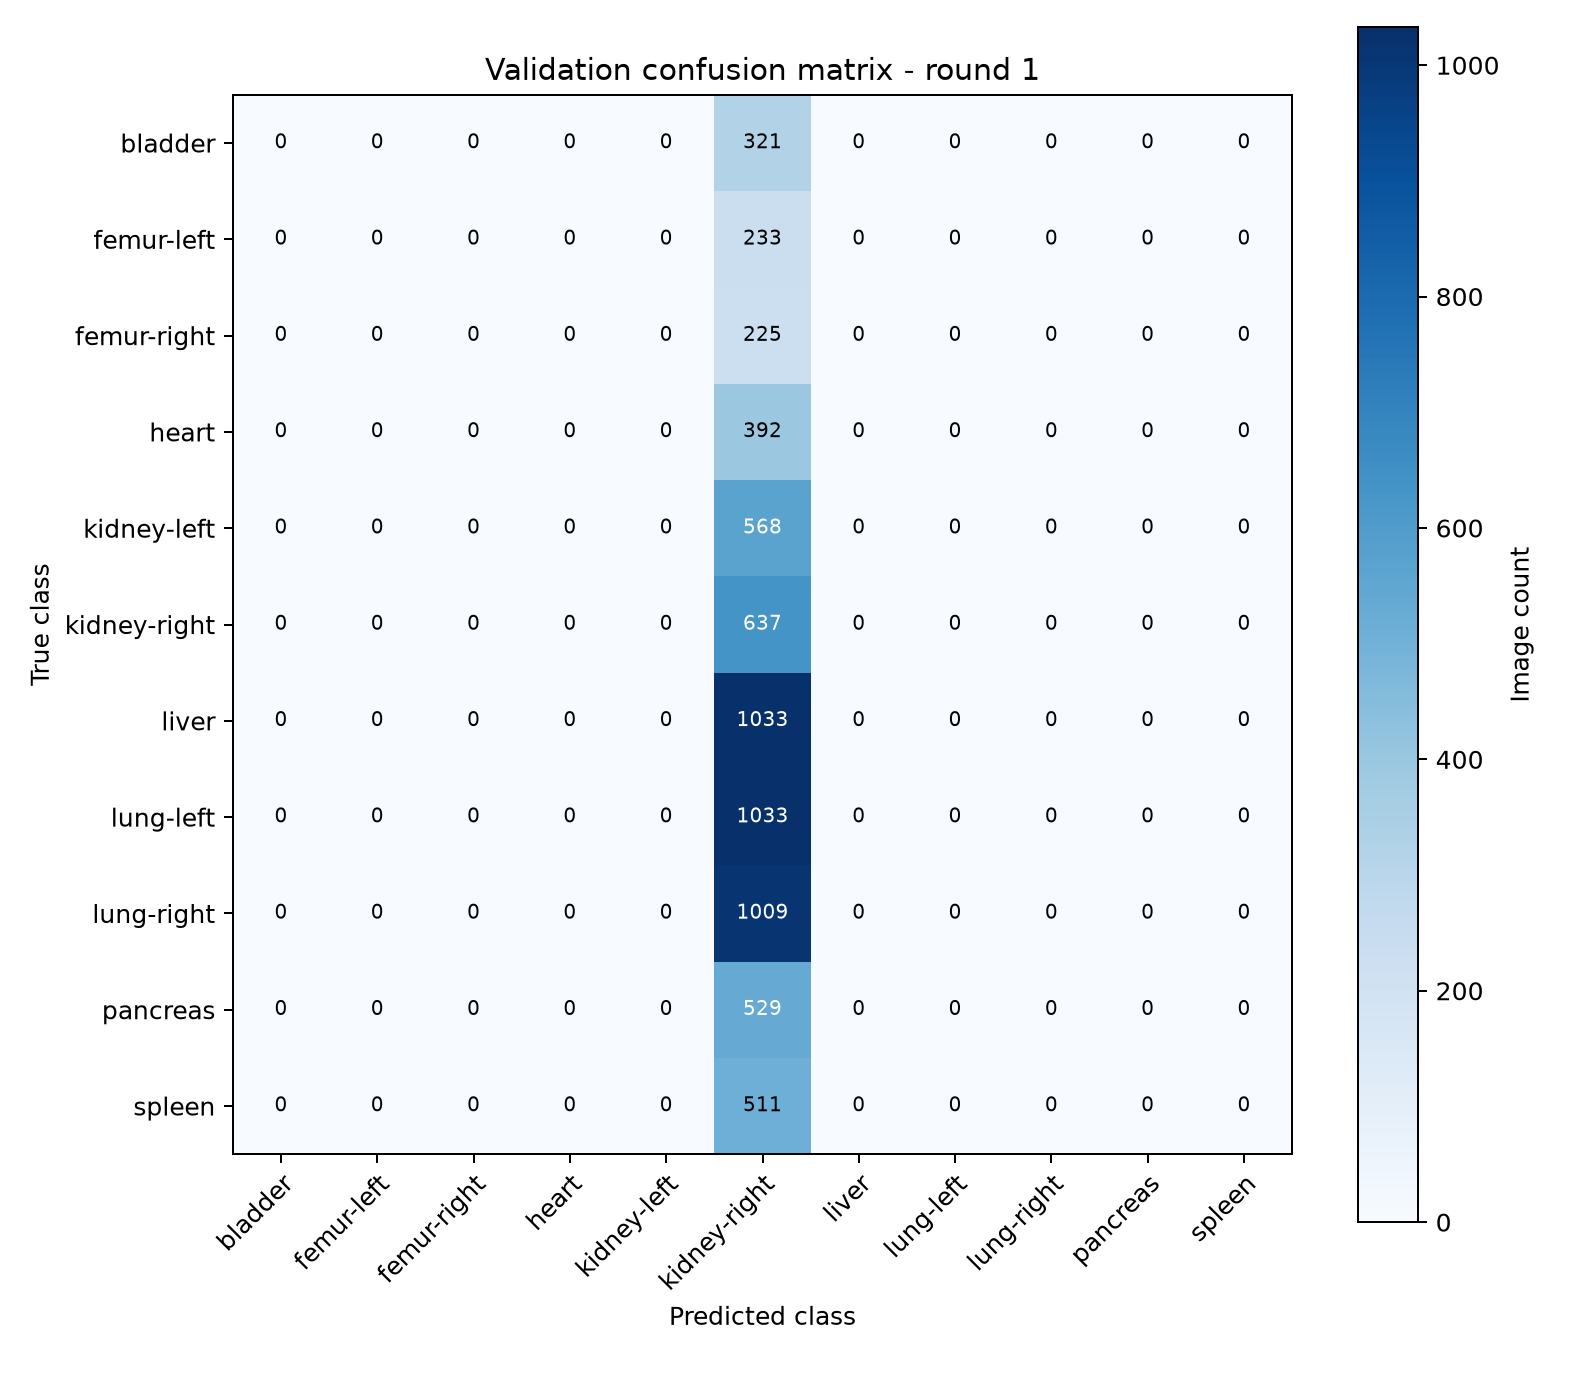 Validation confusion matrix - round 1
bladder 0 0 0 0 0 321 0 0 0 0 0
femur-left 0 0 0 0 0 233 0 0 0 0 0
femur-right 0 0 0 0 0 225 0 0 0 0 0
heart 0 0 0 0 0 392 0 0 0 0 0
kidney-left 0 0 0 0 0 568 0 0 0 0 0
kidney-right 0 0 0 0 0 637 0 0 0 0 0
liver 0 0 0 0 0 1033 0 0 0 0 0
lung-left 0 0 0 0 0 1033 0 0 0 0 0
lung-right 0 0 0 0 0 1009 0 0 0 0 0
pancreas 0 0 0 0 0 529 0 0 0 0 0
spleen 0 0 0 0 0 511 0 0 0 0 0
True class
bladder femur-left femur-right heart kidney-left kidney-right liver lung-left lung-right pancreas spleen
Predicted class
1000
800
600
400
200
0
Image count